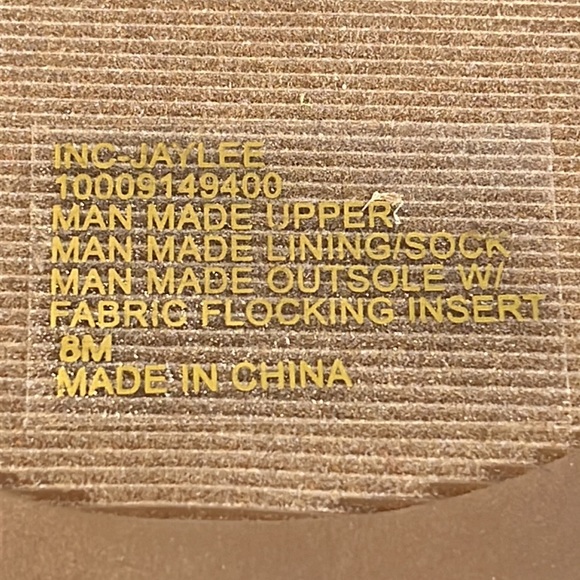 INC-JAYLEE
10009149400
MAN MADE UPPER
MAN MADE LINING/SOCK
MAN MADE OUTSOLE W/
FABRIC FLOCKING INSERT
8M
MADE IN CHINA